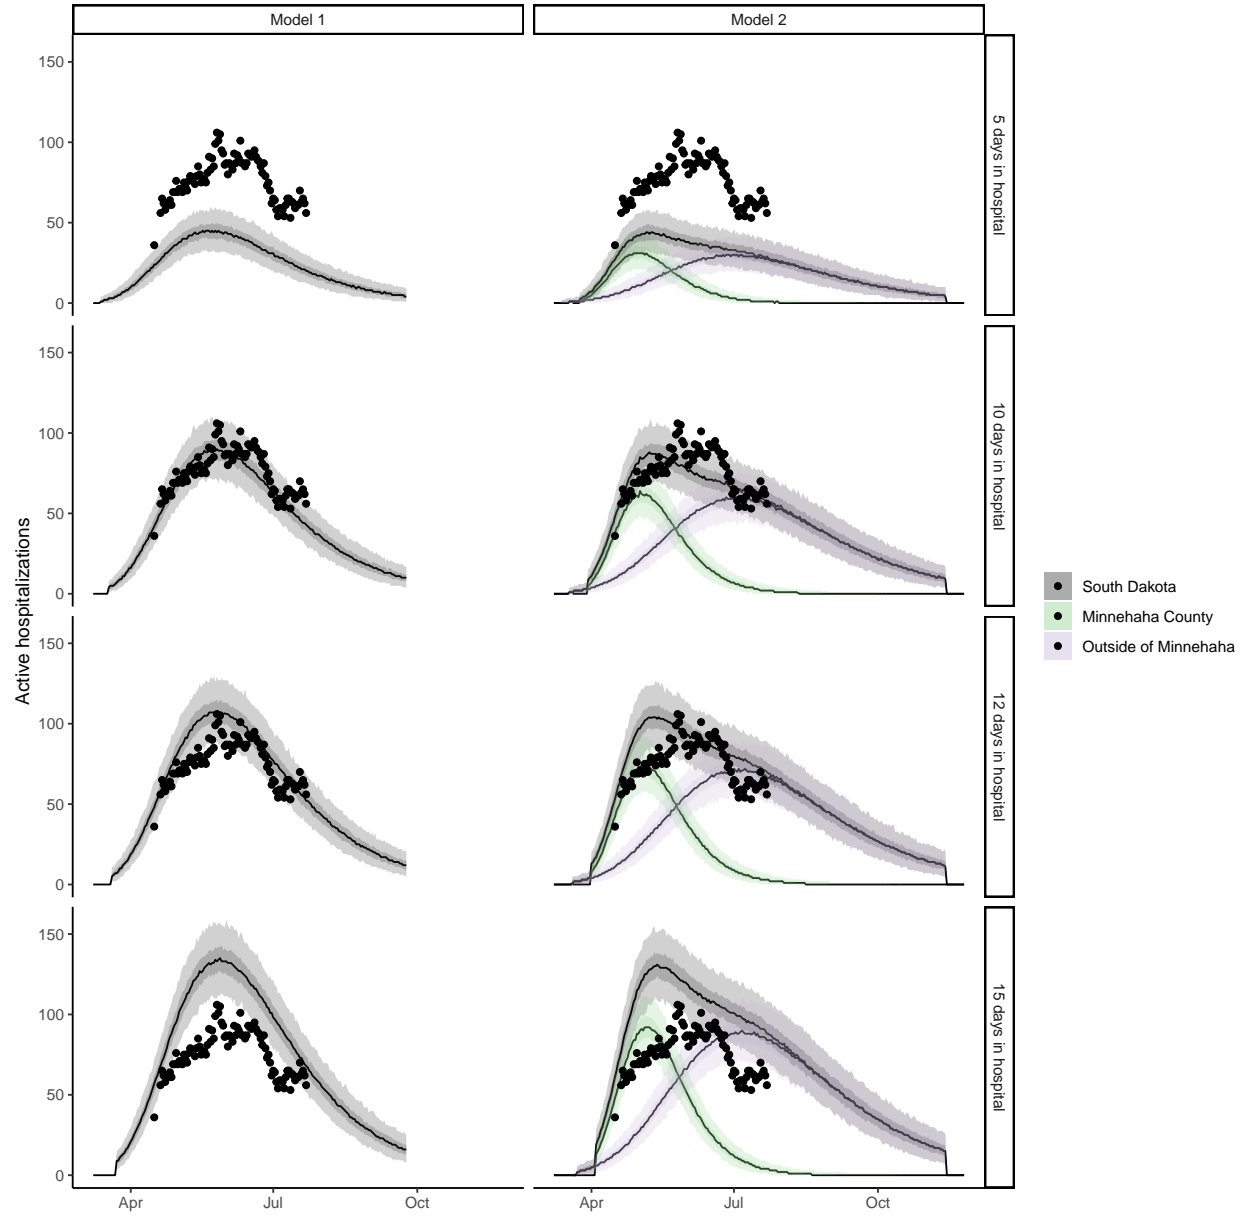 Model 1
Model 2
150
100
50
0
5 days in hospital
150
100
50
0
10 days in hospital
Active hospitalizations
South Dakota
Minnehaha County
Outside of Minnehaha
150
100
50
0
12 days in hospital
150
100
50
0
15 days in hospital
Apr
Jul
Oct
Apr
Jul
Oct